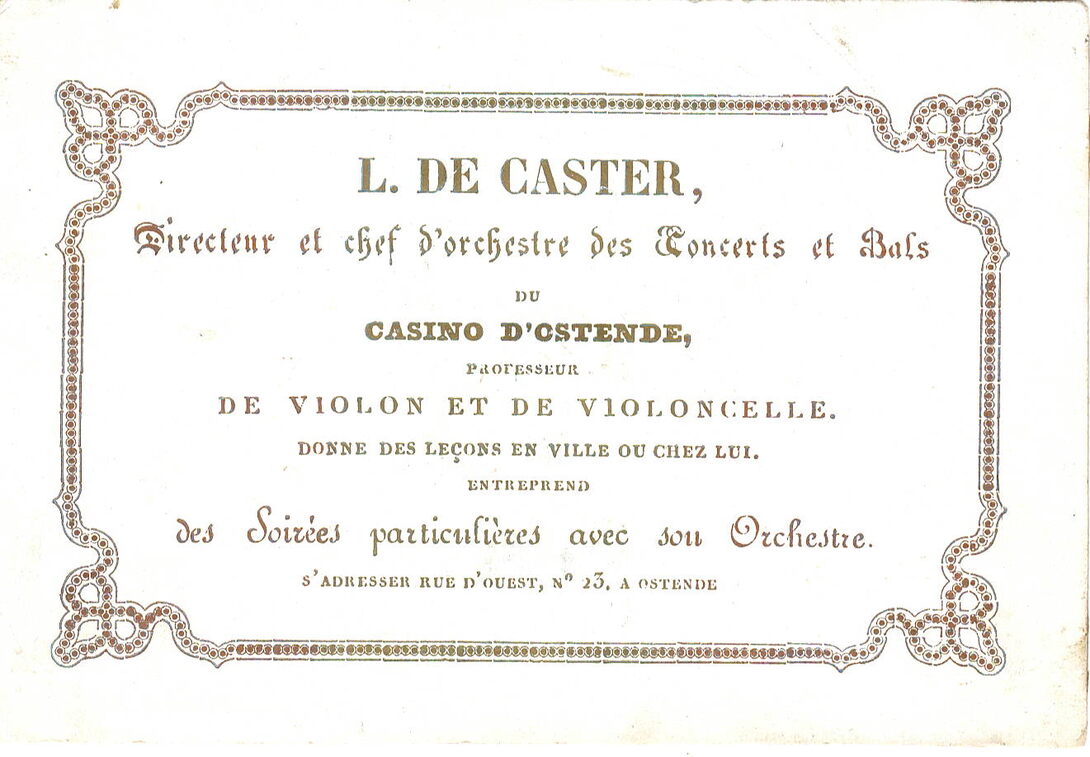 L. DE CASTER,
Directeur et chef d'orchestre des Concerts et Bals
DU
CASINO D'OSTENDE,
PROFESSEUR
DE VIOLON ET DE VIOLONCELLE.
DONNE DES LEÇONS EN VILLE OU CHEZ LUI.
ENTREPREND
des Soirées particulières avec son Orchestre.
S'ADRESSER RUE D'OUEST, Nº 23, A OSTENDE